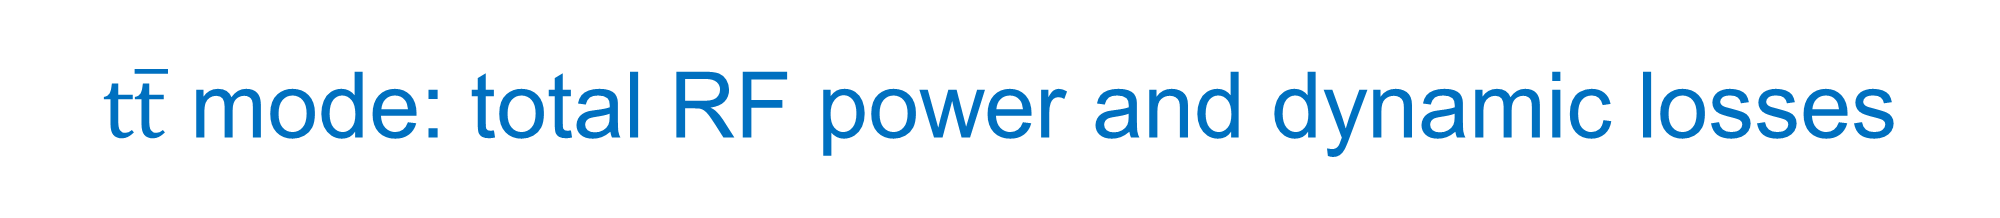 tt̅ mode: total RF power and dynamic losses